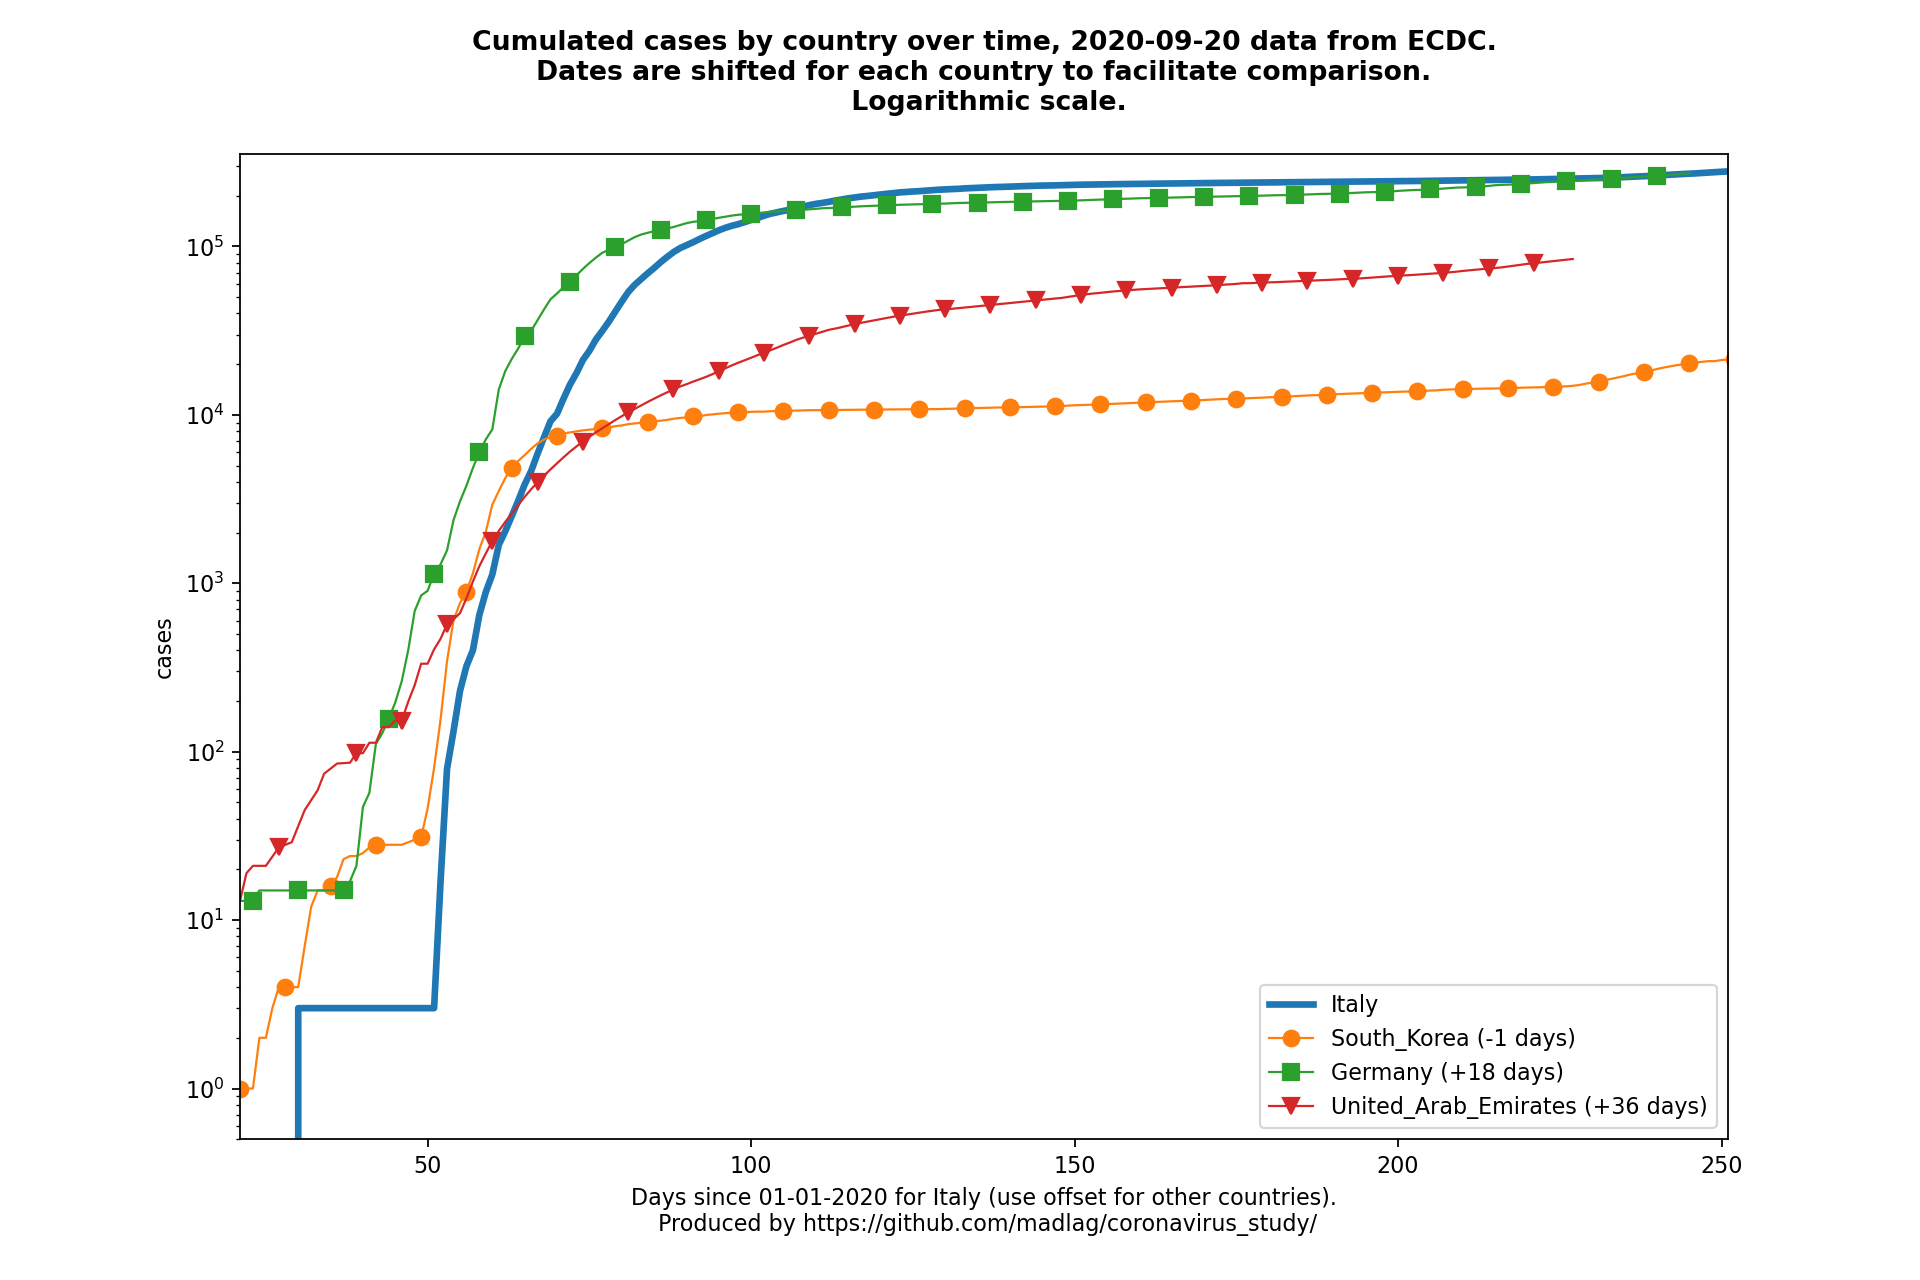 Cumulated cases by country over time, 2020-09-20 data from ECDC.
Dates are shifted for each country to facilitate comparison.
Logarithmic scale.
10^5
10^4
10^3
10^2
10^1
10^0
cases
50 100 150 200 250
Italy
South_Korea (-1 days)
Germany (+18 days)
United_Arab_Emirates (+36 days)
Days since 01-01-2020 for Italy (use offset for other countries).
Produced by https://github.com/madlag/coronavirus_study/